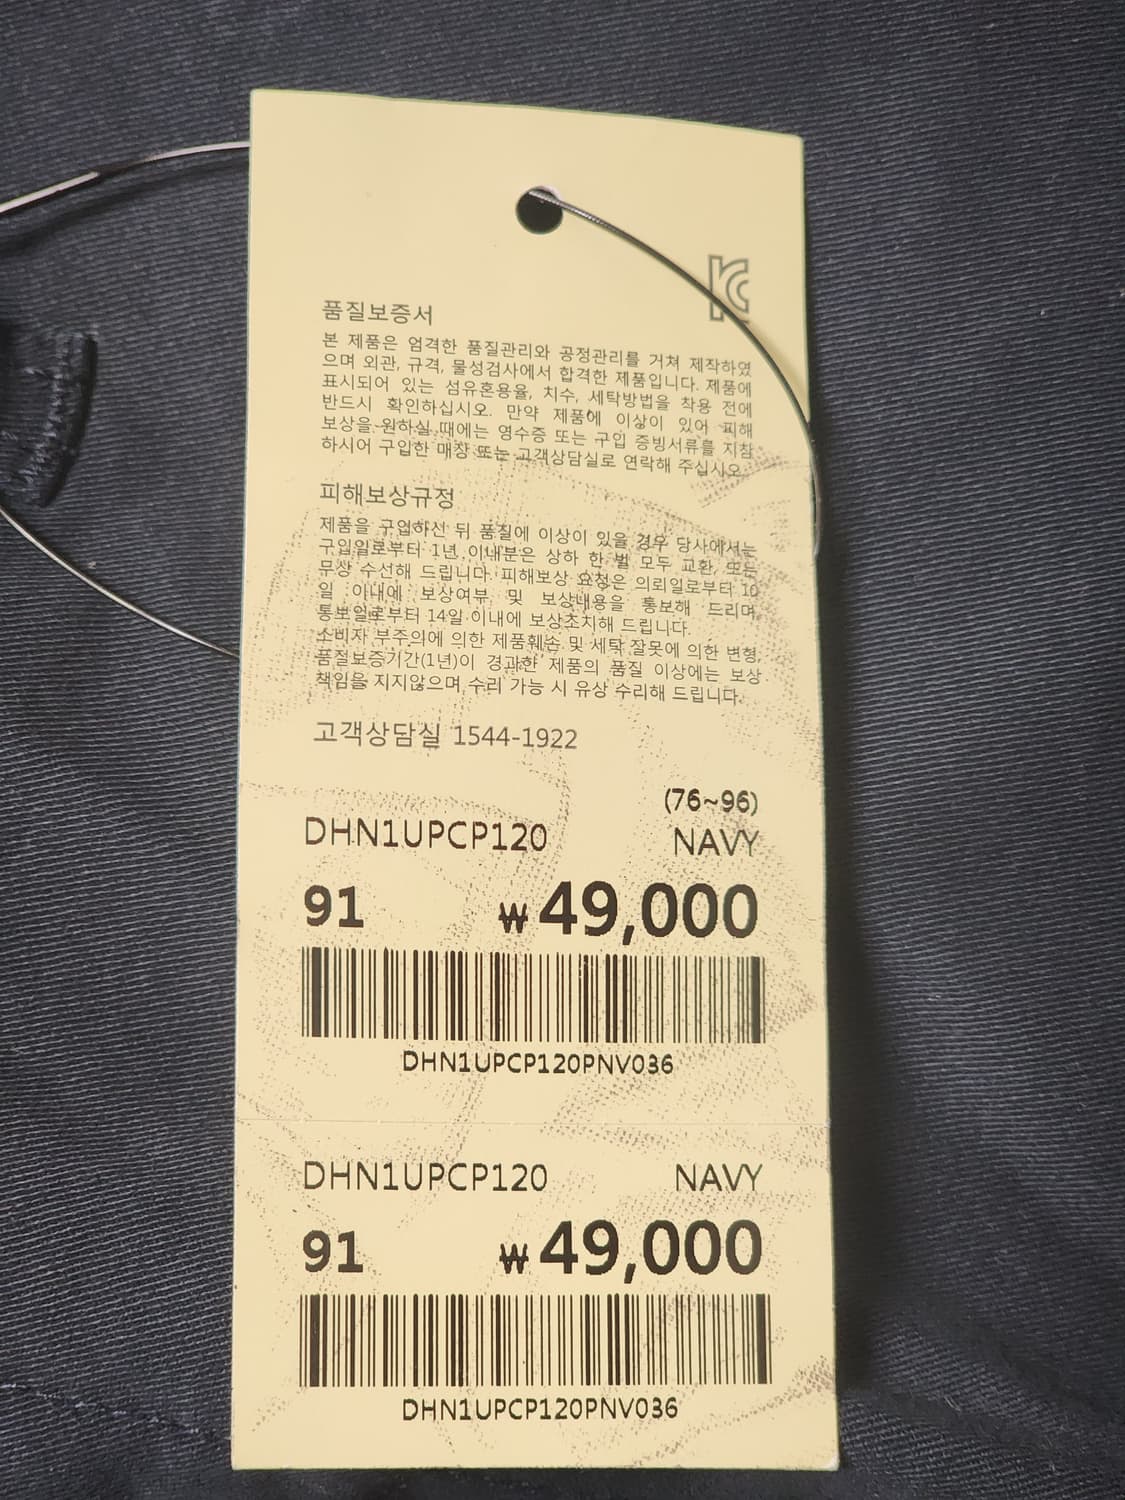 KC
품질보증서
본 제품은 엄격한 품질관리와 공정관리를 거쳐 제작하였
으며 외관, 규격, 물성검사에서 합격한 제품입니다. 제품에
표시되어 있는 섬유혼용율, 치수, 세탁방법을 착용 전에
반드시 확인하십시오. 만약 제품에 이상이 있어 피해
보상을 원하실 때에는 영수증 또는 구입 증빙서류를 지참
하시어 구입한 매장 또는 고객상담실로 연락해 주십시오.
피해보상규정
제품을 구입하신 뒤 품질에 이상이 있을 경우 당사에서는
구입일로부터 1년 이내분은 상하 한 벌 모두 교환 또는
무상 수선해 드립니다. 피해보상 요청은 의뢰일로부터 10
일 이내에 보상여부 및 보상내용을 통보해 드리며,
통보일로부터 14일 이내에 보상조치해 드립니다.
소비자 부주의에 의한 제품훼손 및 세탁 잘못에 의한 변형,
품질보증기간(1년)이 경과한 제품의 품질 이상에는 보상
책임을 지지않으며 수리 가능 시 유상 수리해 드립니다.
고객상담실 1544-1922
(76~96)
DHN1UPCP120 NAVY
91 ₩49,000
DHN1UPCP120PNV036
DHN1UPCP120 NAVY
91 ₩49,000
DHN1UPCP120PNV036